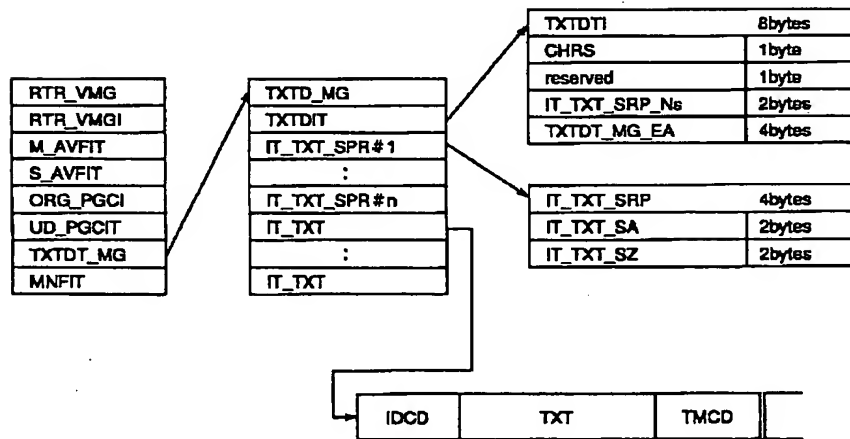 RTR_VMG
RTR_VMGI
M_AVFIT
S_AVFIT
ORG_PGCI
UD_PGCIT
TXTDT_MG
MNFIT
TXTD_MG
TXTDIT
IT_TXT_SPR#1
:
IT_TXT_SPR#n
IT_TXT
:
IT_TXT
TXTDTI 8bytes
CHRS 1byte
reserved 1byte
IT_TXT_SRP_Ns 2bytes
TXTDT_MG_EA 4bytes
IT_TXT_SRP 4bytes
IT_TXT_SA 2bytes
IT_TXT_SZ 2bytes
IDCD TXT TMCD